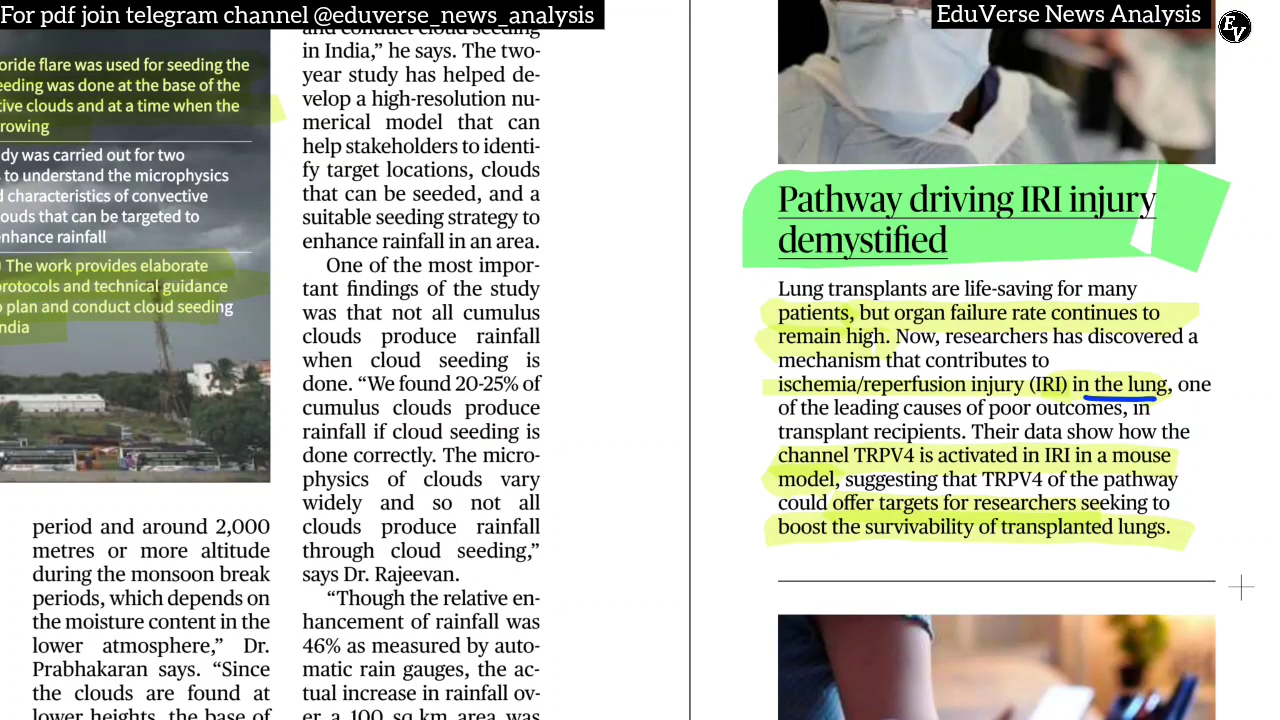 For pdf join telegram channel @eduverse_news_analysis
EduVerse News Analysis
EV
oride flare was used for seeding the
eeding was done at the base of the
tive clouds and at a time when the
rowing
dy was carried out for two
s to understand the microphysics
d characteristics of convective
louds that can be targeted to
enhance rainfall
The work provides elaborate
protocols and technical guidance
o plan and conduct cloud seeding
ndia
period and around 2,000
metres or more altitude
during the monsoon break
periods, which depends on
the moisture content in the
lower atmosphere,” Dr.
Prabhakaran says. “Since
the clouds are found at
lower heights, the base of
and conduct cloud seeding
in India,” he says. The two-
year study has helped de-
velop a high-resolution nu-
merical model that can
help stakeholders to identi-
fy target locations, clouds
that can be seeded, and a
suitable seeding strategy to
enhance rainfall in an area.
One of the most impor-
tant findings of the study
was that not all cumulus
clouds produce rainfall
when cloud seeding is
done. “We found 20-25% of
cumulus clouds produce
rainfall if cloud seeding is
done correctly. The micro-
physics of clouds vary
widely and so not all
clouds produce rainfall
through cloud seeding,”
says Dr. Rajeevan.
“Though the relative en-
hancement of rainfall was
46% as measured by auto-
matic rain gauges, the ac-
tual increase in rainfall ov-
er a 100 sq.km area was
Pathway driving IRI injury
demystified
Lung transplants are life-saving for many
patients, but organ failure rate continues to
remain high. Now, researchers has discovered a
mechanism that contributes to
ischemia/reperfusion injury (IRI) in the lung, one
of the leading causes of poor outcomes, in
transplant recipients. Their data show how the
channel TRPV4 is activated in IRI in a mouse
model, suggesting that TRPV4 of the pathway
could offer targets for researchers seeking to
boost the survivability of transplanted lungs.